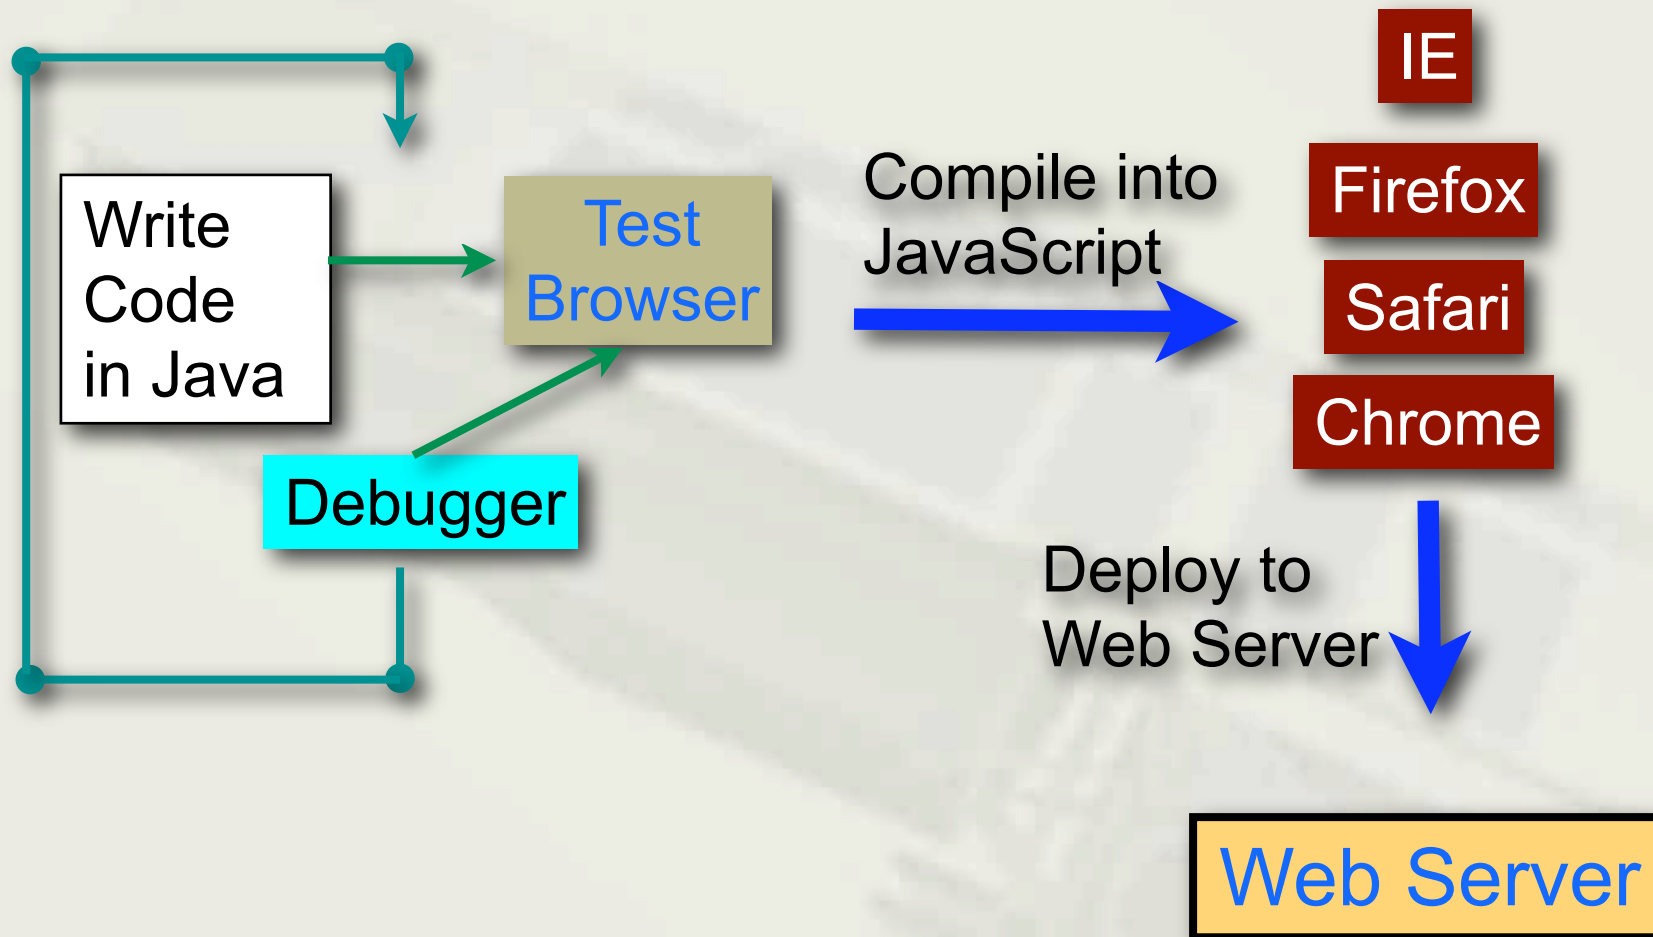 Write
Code
in Java
Test
Browser
Debugger
Compile into
JavaScript
IE
Firefox
Safari
Chrome
Deploy to
Web Server
Web Server